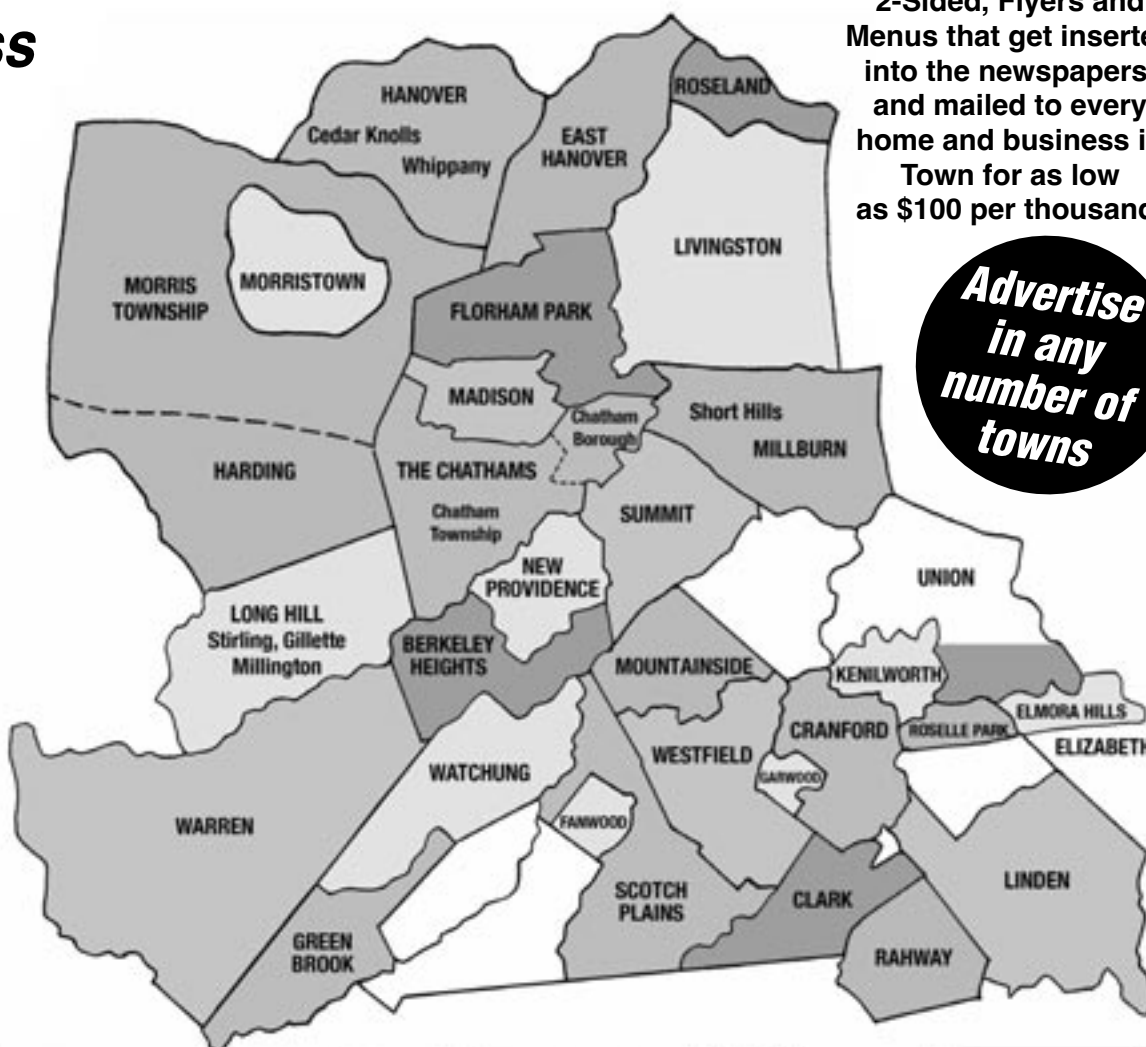 ss
2-Sided, Flyers and
Menus that get inserte
into the newspapers
and mailed to every
home and business i
Town for as low
as $100 per thousand
Advertise
in any
number of
towns
HANOVER
Cedar Knolls
Whippany
EAST
HANOVER
ROSELAND
LIVINGSTON
MORRIS
TOWNSHIP
MORRISTOWN
FLORHAM PARK
MADISON
Chatham
Borough
Short Hills
MILLBURN
HARDING
THE CHATHAMS
Chatham
Township
SUMMIT
NEW
PROVIDENCE
UNION
LONG HILL
Stirling, Gillette
Millington
BERKELEY
HEIGHTS
MOUNTAINSIDE
KENILWORTH
ELMORA HILLS
ROSELLE PARK
CRANFORD
ELIZABETH
WESTFIELD
GARWOOD
WATCHUNG
FANWOOD
WARREN
SCOTCH
PLAINS
CLARK
LINDEN
GREEN
BROOK
RAHWAY